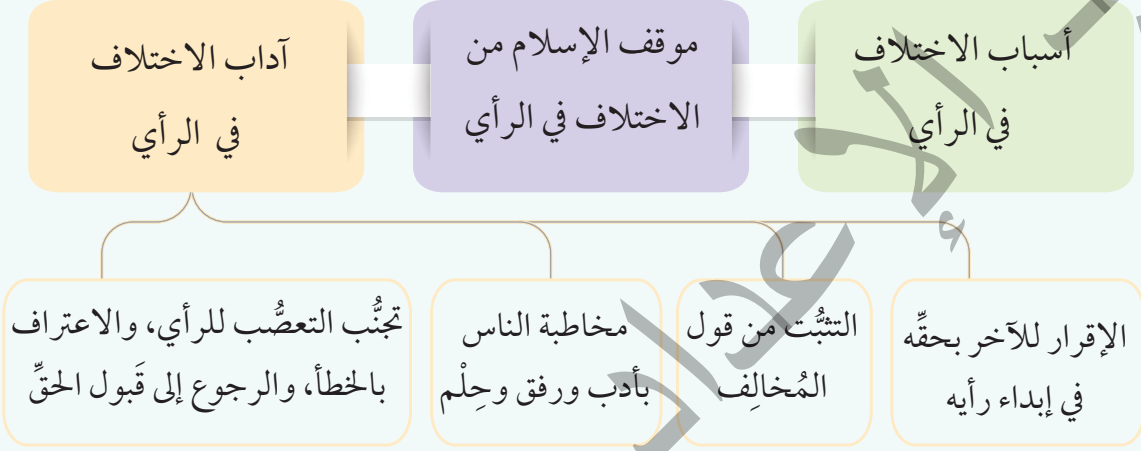 أسباب الاختلاف
في الرأي
موقف الإسلام من
الاختلاف في الرأي
آداب الاختلاف
في الرأي
الإقرار للآخر بحقِّه
في إبداء رأيه
التثبُّت من قول
المُخالِف
مخاطبة الناس
بأدب ورفق وحِلْم
تجنُّب التعصُّب للرأي، والاعتراف
بالخطأ، والرجوع إلى قَبول الحقِّ